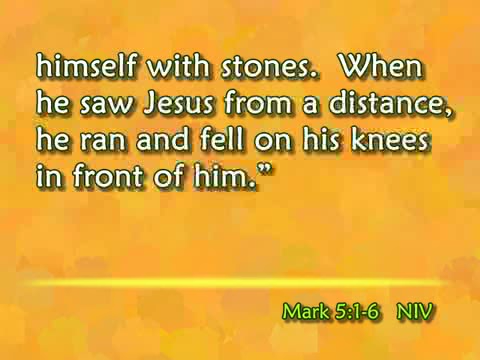 himself with stones.  When
he saw Jesus from a distance,
he ran and fell on his knees
in front of him.”
Mark 5:1-6   NIV